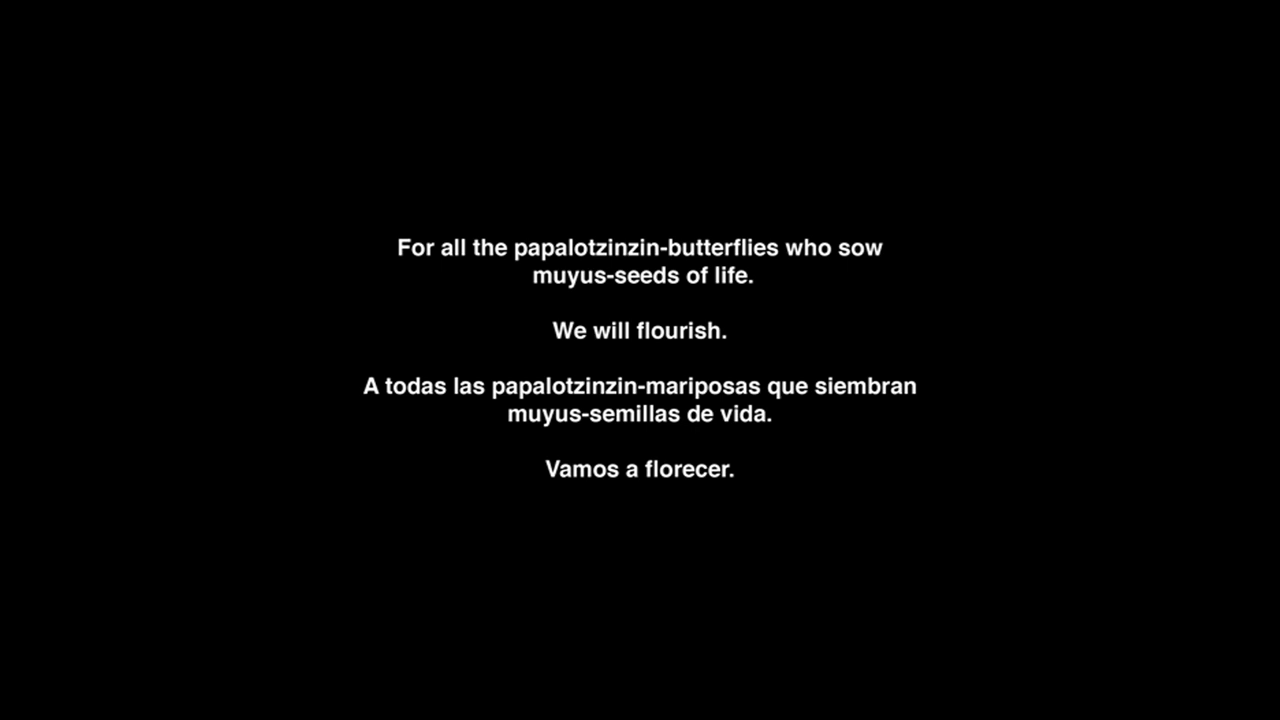 For all the papalotzinzin-butterflies who sow
muyus-seeds of life.
We will flourish.
A todas las papalotzinzin-mariposas que siembran
muyus-semillas de vida.
Vamos a florecer.